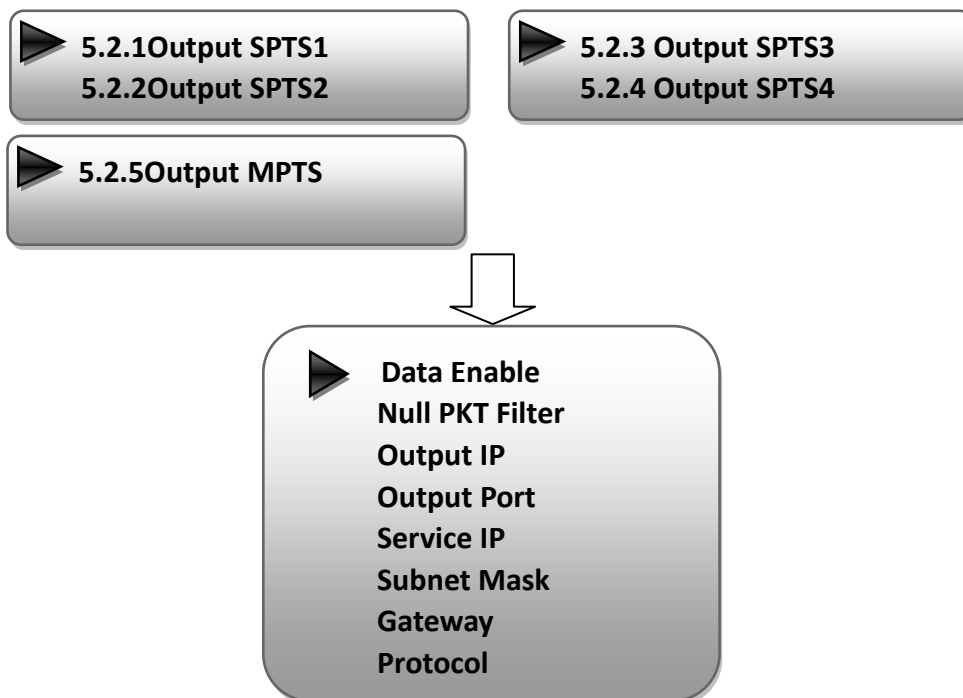 5.2.1Output SPTS1
5.2.2Output SPTS2
5.2.3 Output SPTS3
5.2.4 Output SPTS4
5.2.5Output MPTS
Data Enable
Null PKT Filter
Output IP
Output Port
Service IP
Subnet Mask
Gateway
Protocol